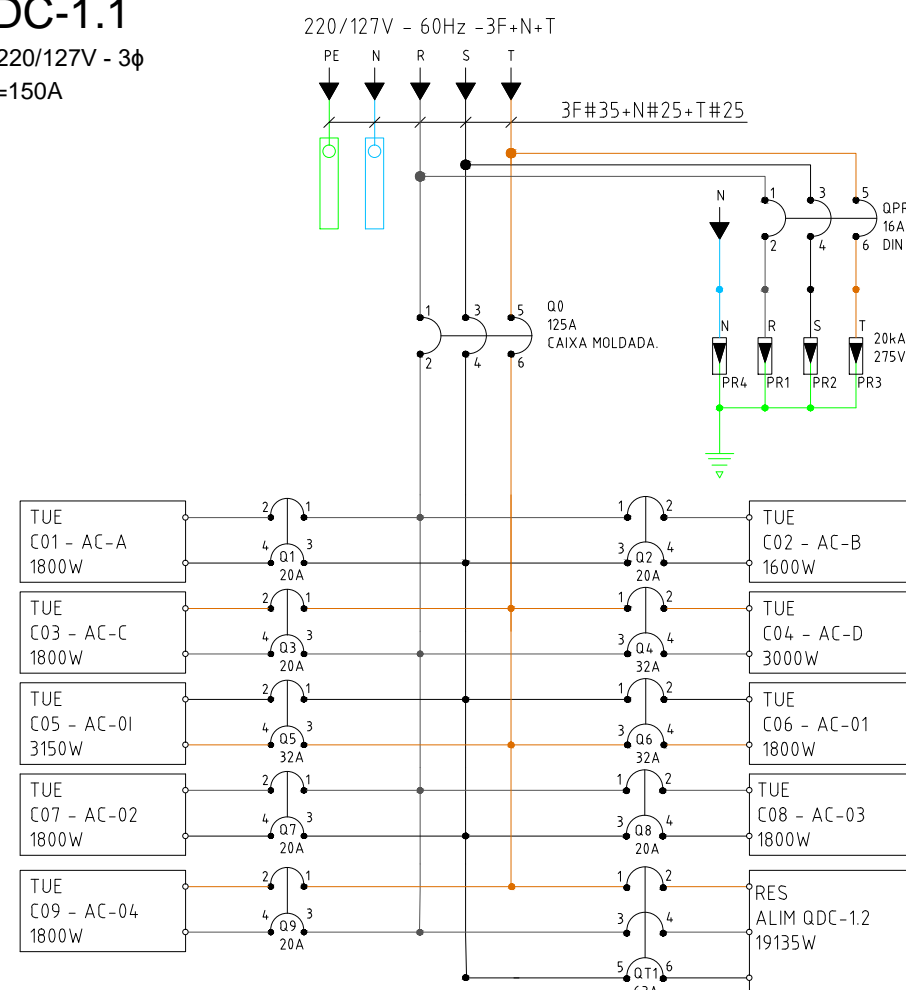 DC-1.1
220/127V - 3ϕ
=150A
220/127V - 60Hz -3F+N+T
PE N R S T
3F#35+N#25+T#25
N
1 3 5
2 4 6
16A
DIN
1 3 5
2 4 6
Q0
125A
CAIXA MOLDADA.
N R S T
PR4 PR1 PR2 PR3
20kA
275V
TUE
C01 - AC-A
1800W
2 1
4 3
Q1
20A
1 2
3 4
Q2
20A
TUE
C02 - AC-B
1600W
TUE
C03 - AC-C
1800W
2 1
4 3
Q3
20A
1 2
3 4
Q4
32A
TUE
C04 - AC-D
3000W
TUE
C05 - AC-0I
3150W
2 1
4 3
Q5
32A
1 2
3 4
Q6
32A
TUE
C06 - AC-01
1800W
TUE
C07 - AC-02
1800W
2 1
4 3
Q7
20A
1 2
3 4
Q8
20A
TUE
C08 - AC-03
1800W
TUE
C09 - AC-04
1800W
2 1
4 3
Q9
20A
1 2
3 4
5 6
QT1
RES
ALIM QDC-1.2
19135W